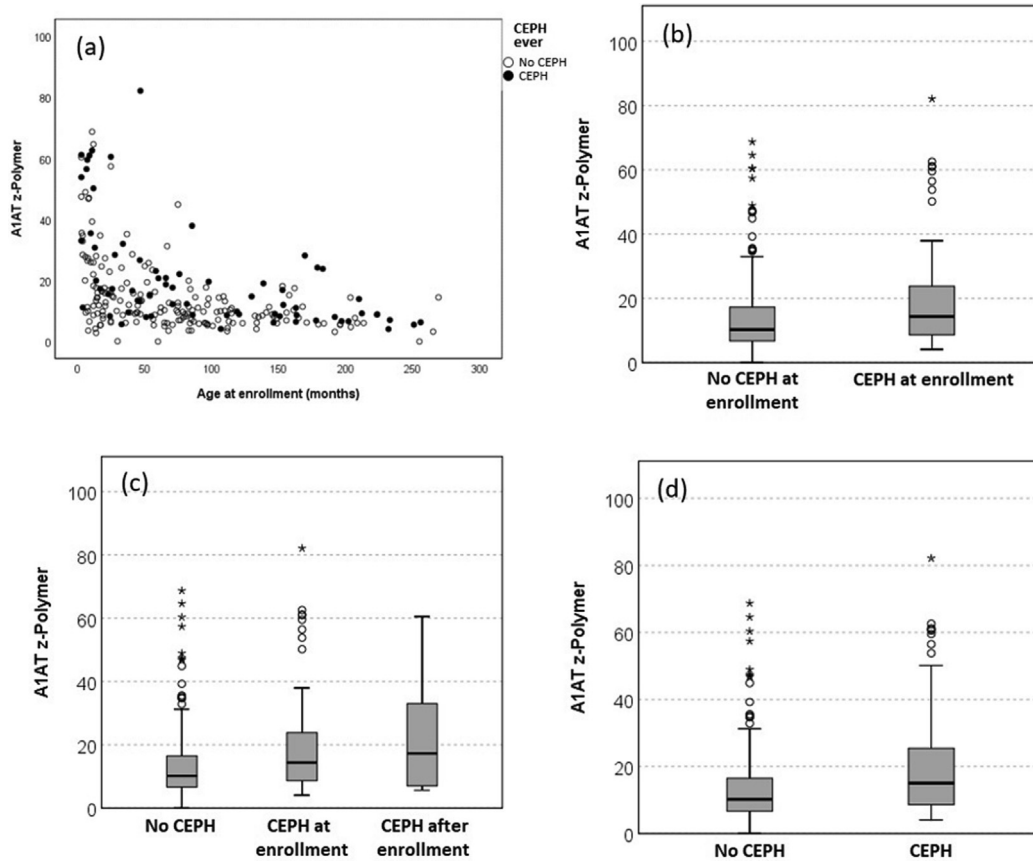 (a)
CEPH
ever
No CEPH
CEPH
100
80
60
40
20
0
A1AT z-Polymer
0 50 100 150 200 250 300
Age at enrollment (months)
(b)
100
80
60
40
20
0
A1AT z-Polymer
No CEPH at
enrollment
CEPH at enrollment
(c)
100
80
60
40
20
0
A1AT z-Polymer
No CEPH
CEPH at
enrollment
CEPH after
enrollment
(d)
100
80
60
40
20
0
A1AT z-Polymer
No CEPH
CEPH